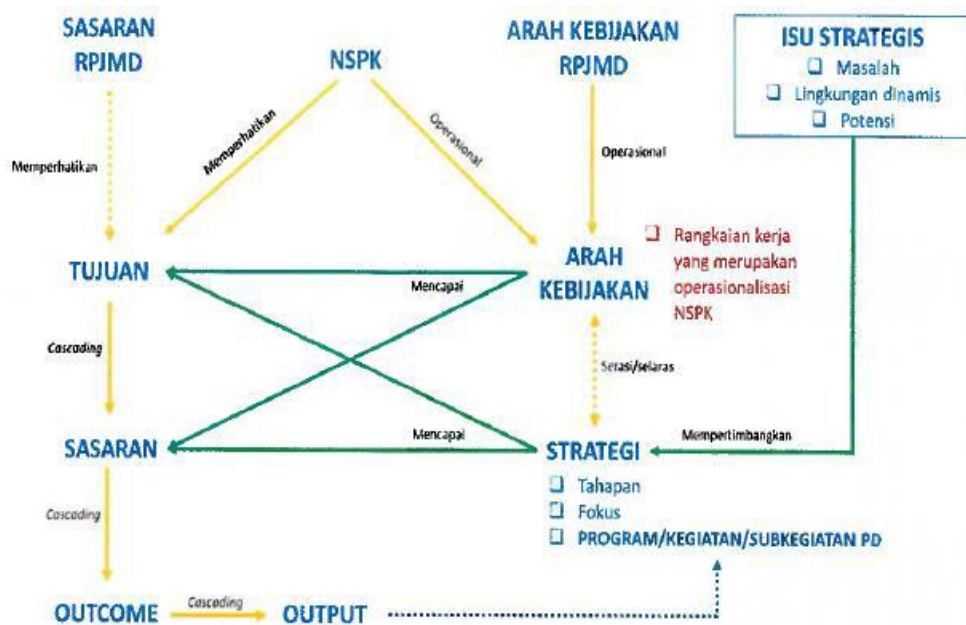 SASARAN
RPJMD
NSPK
ARAH KEBIJAKAN
RPJMD
ISU STRATEGIS
Masalah
Lingkungan dinamis
Potensi
Memperhatikan
Memperhatikan
Operasional
Operasional
TUJUAN
Mencapai
ARAH
KEBIJAKAN
Rangkaian kerja
yang merupakan
operasionalisasi
NSPK
Cascading
Serasi/selaras
SASARAN
Mencapai
STRATEGI
Mempertimbangkan
Tahapan
Fokus
PROGRAM/KEGIATAN/SUBKEGIATAN PD
Cascading
OUTCOME
Cascading
OUTPUT